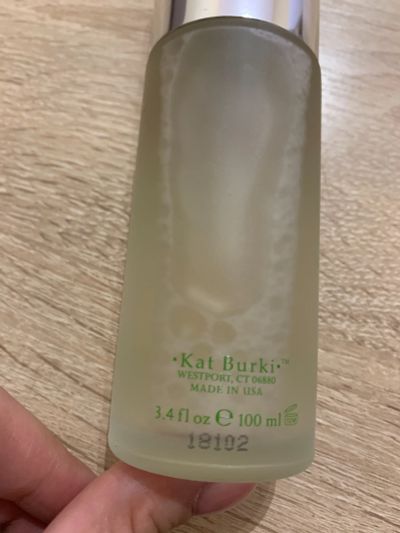 ·Kat Burki·™
WESTPORT, CT 06880
MADE IN USA
3.4 fl oz ℮ 100 ml
18102